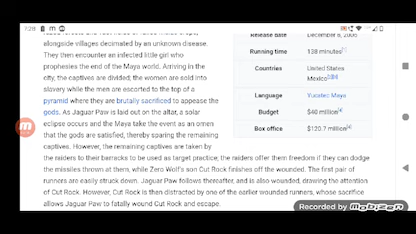 7:28
alongside villages decimated by an unknown disease.
They then encounter an infected little girl who
prophesies the end of the Maya world. Arriving in
the city, the captives are divided; the women are sold into
slavery while the men are escorted to the top of a
pyramid where they are brutally sacrificed to appease the
gods. As Jaguar Paw is laid out on the altar, a solar
eclipse occurs and the Maya take the event as an omen
that the gods are satisfied, thereby sparing the remaining
captives. However, the remaining captives are taken by
the raiders to their barracks to be used as target practice; the raiders offer them freedom if they can dodge
the missiles thrown at them, while Zero Wolf's son Cut Rock finishes off the wounded. The first pair of
runners are easily struck down. Jaguar Paw follows thereafter, and is also wounded, drawing the attention
of Cut Rock. However, Cut Rock is then distracted by one of the earlier wounded runners, whose sacrifice
allows Jaguar Paw to fatally wound Cut Rock and escape.
Release date December 8, 2006
Running time 138 minutes
Countries United States
Mexico
Language Yucatec Maya
Budget $40 million
Box office $120.7 million
Recorded by Mobizen